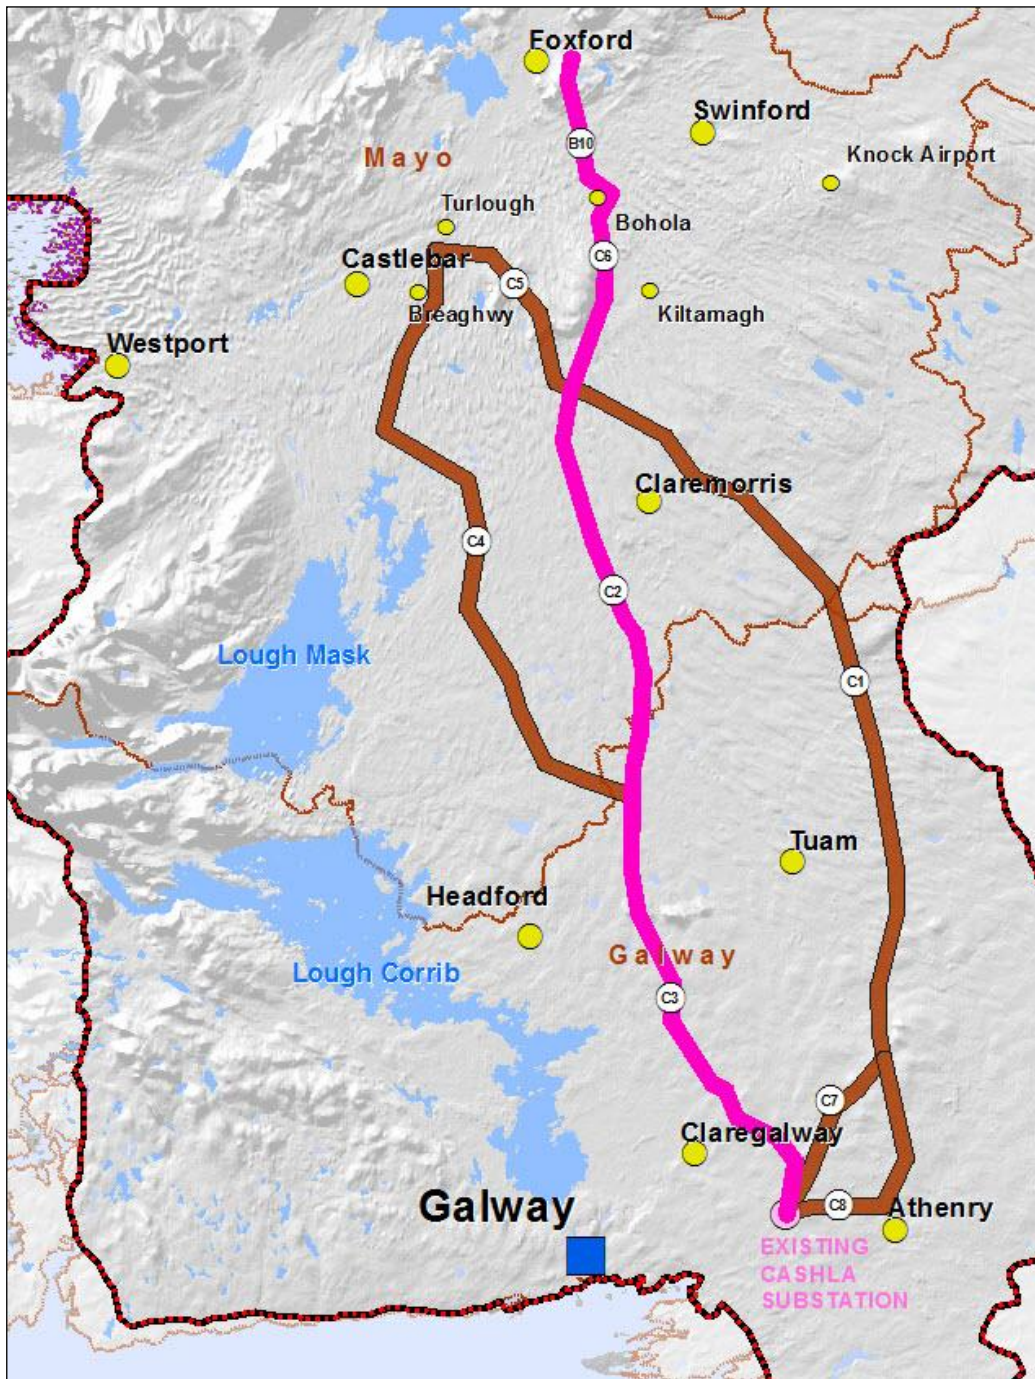 Foxford
Swinford
B10
Mayo
Knock Airport
Turlough
Bohola
Castlebar
C6
C5
Breaghwy
Kiltamagh
Westport
Claremorris
C4
C2
Lough Mask
C1
Tuam
Headford
Galway
Lough Corrib
C3
C7
Claregalway
Galway
C8
Athenry
EXISTING
CASHLA
SUBSTATION